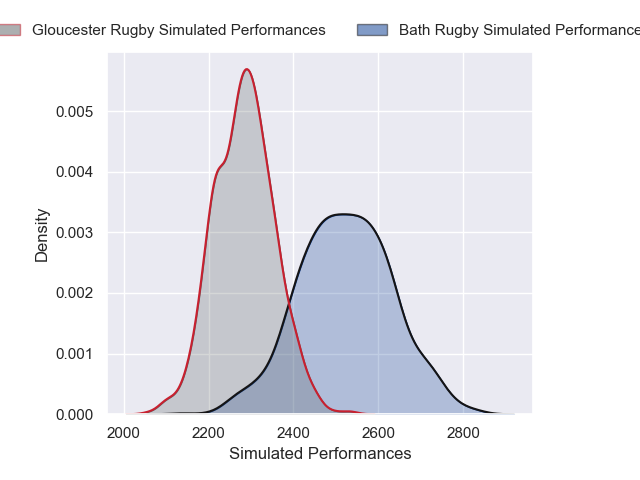 Gloucester Rugby Simulated Performances
Bath Rugby Simulated Performance
0.005
0.004
0.003
0.002
0.001
0.000
Density
2000 2200 2400 2600 2800
Simulated Performances